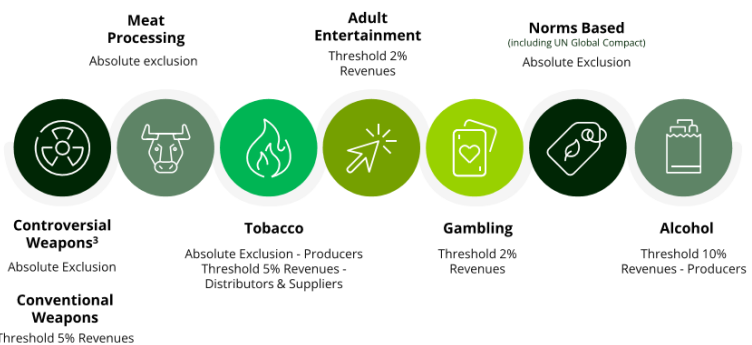 Meat
Processing
Absolute exclusion
Adult
Entertainment
Threshold 2%
Revenues
Norms Based
(including UN Global Compact)
Absolute Exclusion
Controversial
Weapons³
Absolute Exclusion
Conventional
Weapons
Threshold 5% Revenues
Tobacco
Absolute Exclusion - Producers
Threshold 5% Revenues -
Distributors & Suppliers
Gambling
Threshold 2%
Revenues
Alcohol
Threshold 10%
Revenues - Producers